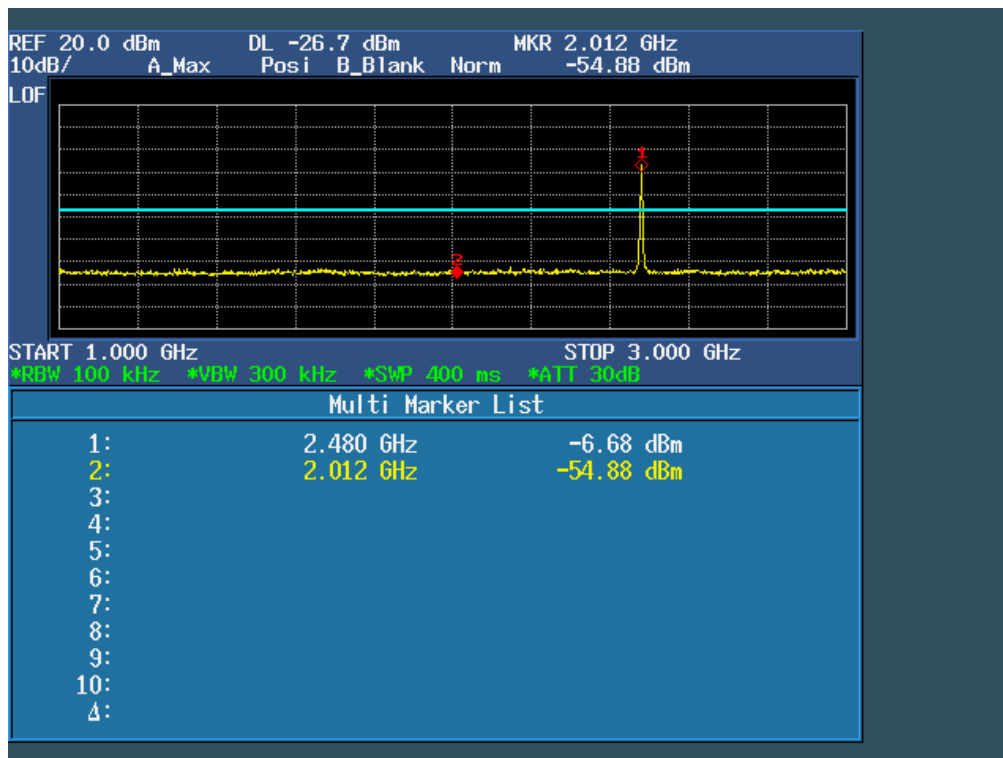 REF 20.0 dBm DL -26.7 dBm MKR 2.012 GHz
10dB/ A_Max Posi B_Blank Norm -54.88 dBm
LOF
1
2
START 1.000 GHz STOP 3.000 GHz
*RBW 100 kHz *VBW 300 kHz *SWP 400 ms *ATT 30dB
Multi Marker List
1: 2.480 GHz -6.68 dBm
2: 2.012 GHz -54.88 dBm
3:
4:
5:
6:
7:
8:
9:
10:
Δ: